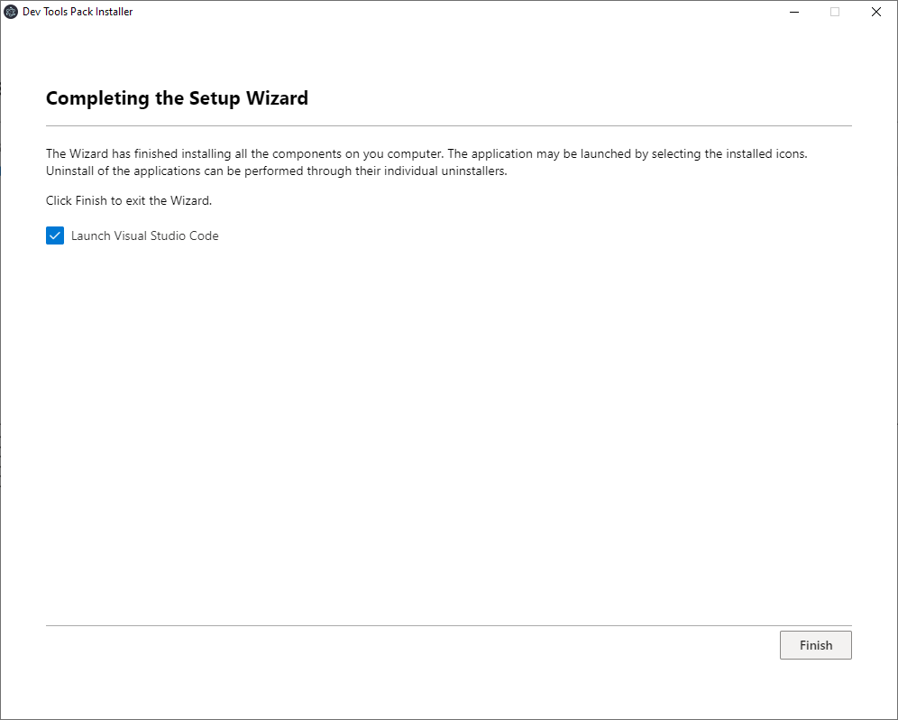 Dev Tools Pack Installer
Completing the Setup Wizard
The Wizard has finished installing all the components on you computer. The application may be launched by selecting the installed icons.
Uninstall of the applications can be performed through their individual uninstallers.
Click Finish to exit the Wizard.
Launch Visual Studio Code
Finish